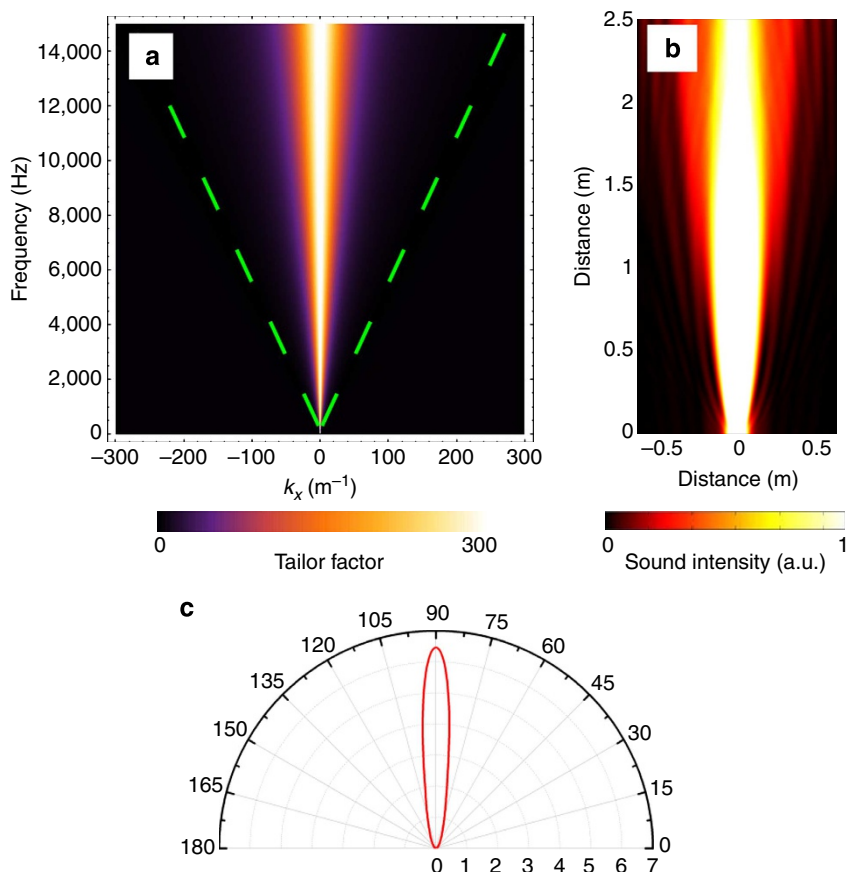 a
14,000
12,000
10,000
8,000
6,000
4,000
2,000
0
Frequency (Hz)
–300 –200 –100 0 100 200 300
kₓ (m⁻¹)
0 300
Tailor factor
b
2.5
2
1.5
1
0.5
0
Distance (m)
–0.5 0 0.5
Distance (m)
0 1
Sound intensity (a.u.)
c
90
105 75
120 60
135 45
150 30
165 15
180 0
0 1 2 3 4 5 6 7